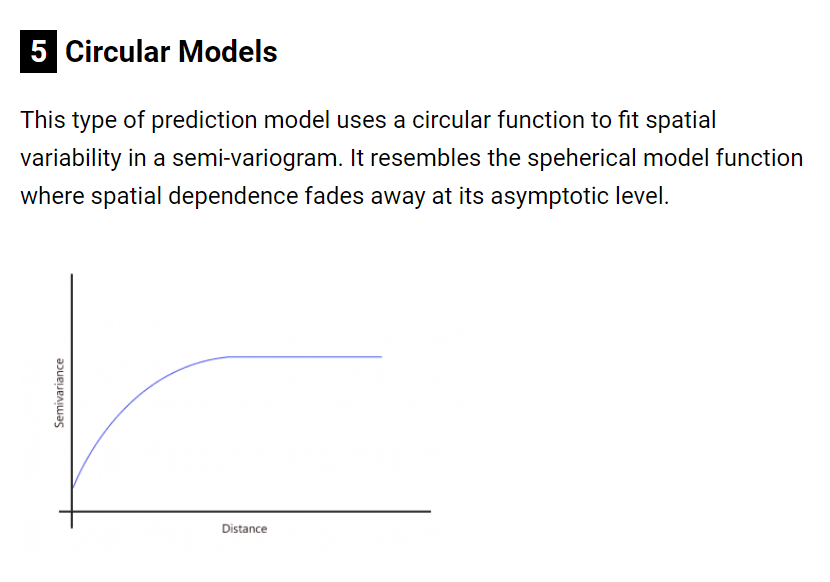 5 Circular Models
This type of prediction model uses a circular function to fit spatial
variability in a semi-variogram. It resembles the speherical model function
where spatial dependence fades away at its asymptotic level.
Semivariance
Distance